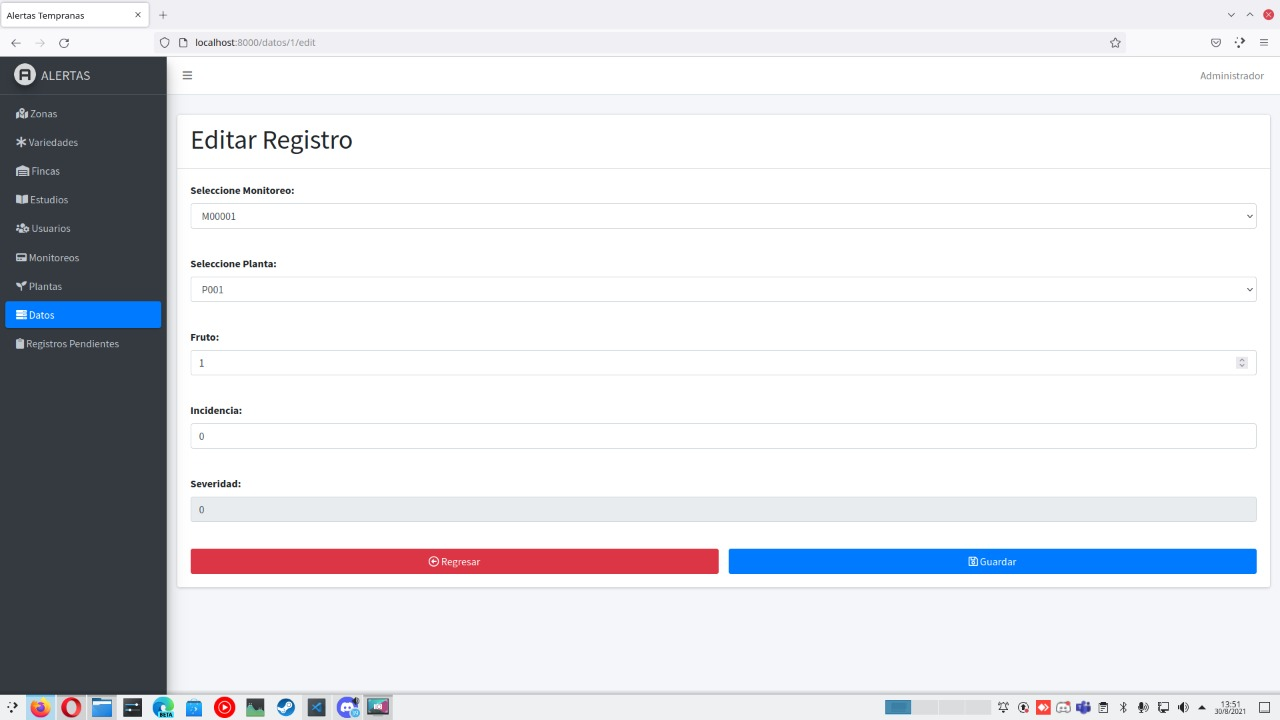 Alertas Tempranas
localhost:8000/datos/1/edit
ALERTAS
Administrador
Zonas
Variedades
Fincas
Estudios
Usuarios
Monitoreos
Plantas
Datos
Registros Pendientes
Editar Registro
Seleccione Monitoreo:
M00001
Seleccione Planta:
P001
Fruto:
1
Incidencia:
0
Severidad:
0
Regresar
Guardar
BETA
13:51
30/8/2021